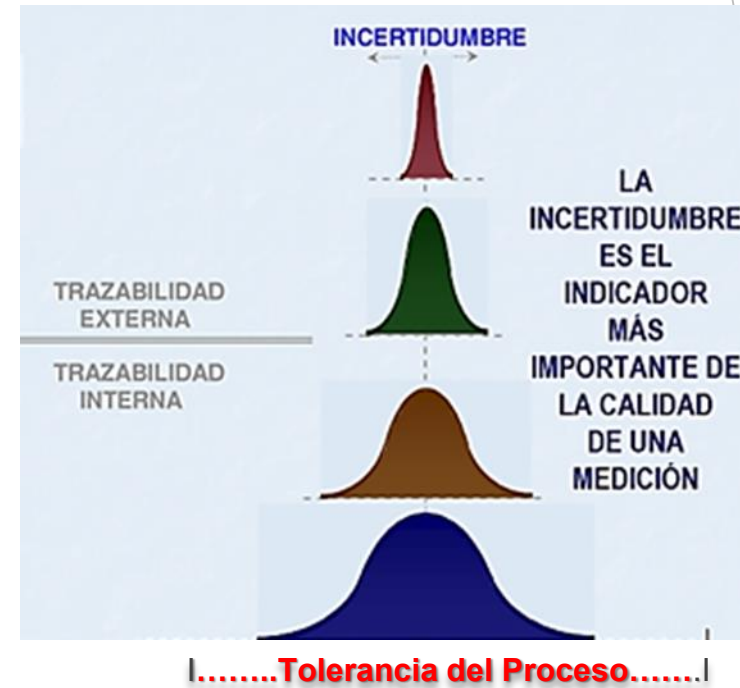 INCERTIDUMBRE
LA
INCERTIDUMBRE
ES EL
INDICADOR
MÁS
IMPORTANTE DE
LA CALIDAD
DE UNA
MEDICIÓN
TRAZABILIDAD
EXTERNA
TRAZABILIDAD
INTERNA
I........Tolerancia del Proceso........I